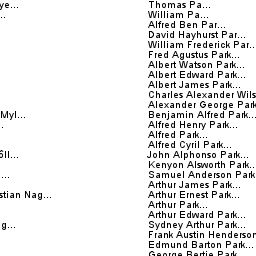 ye...
Thomas Pa...
...
William Pa...
Alfred Ben Par...
David Hayhurst Par...
William Frederick Par...
Fred Agustus Park...
Albert Watson Park...
Albert Edward Park...
Albert James Park...
Charles Alexander Wils
Alexander George Park
Myl...
Benjamin Alfred Park...
Alfred Henry Park...
Alfred Park...
Alfred Cyril Park...
öll...
John Alphonso Park...
Kenyon Alsworth Park...
...
Samuel Anderson Park
Arthur James Park...
stian Nag...
Arthur Ernest Park...
Arthur Park...
Arthur Edward Park...
g...
Sydney Arthur Park...
Frank Austin Henderson
Edmund Barton Park...
George Bertie Park